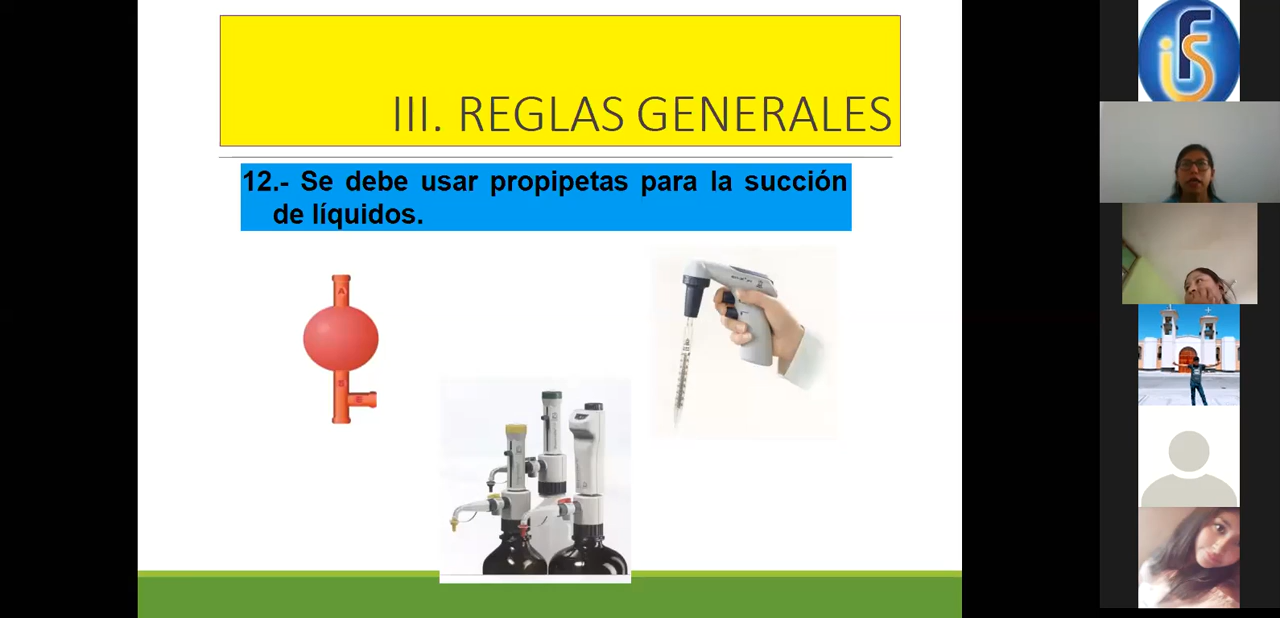 III. REGLAS GENERALES
12.- Se debe usar propipetas para la succión
de líquidos.
A
S
E